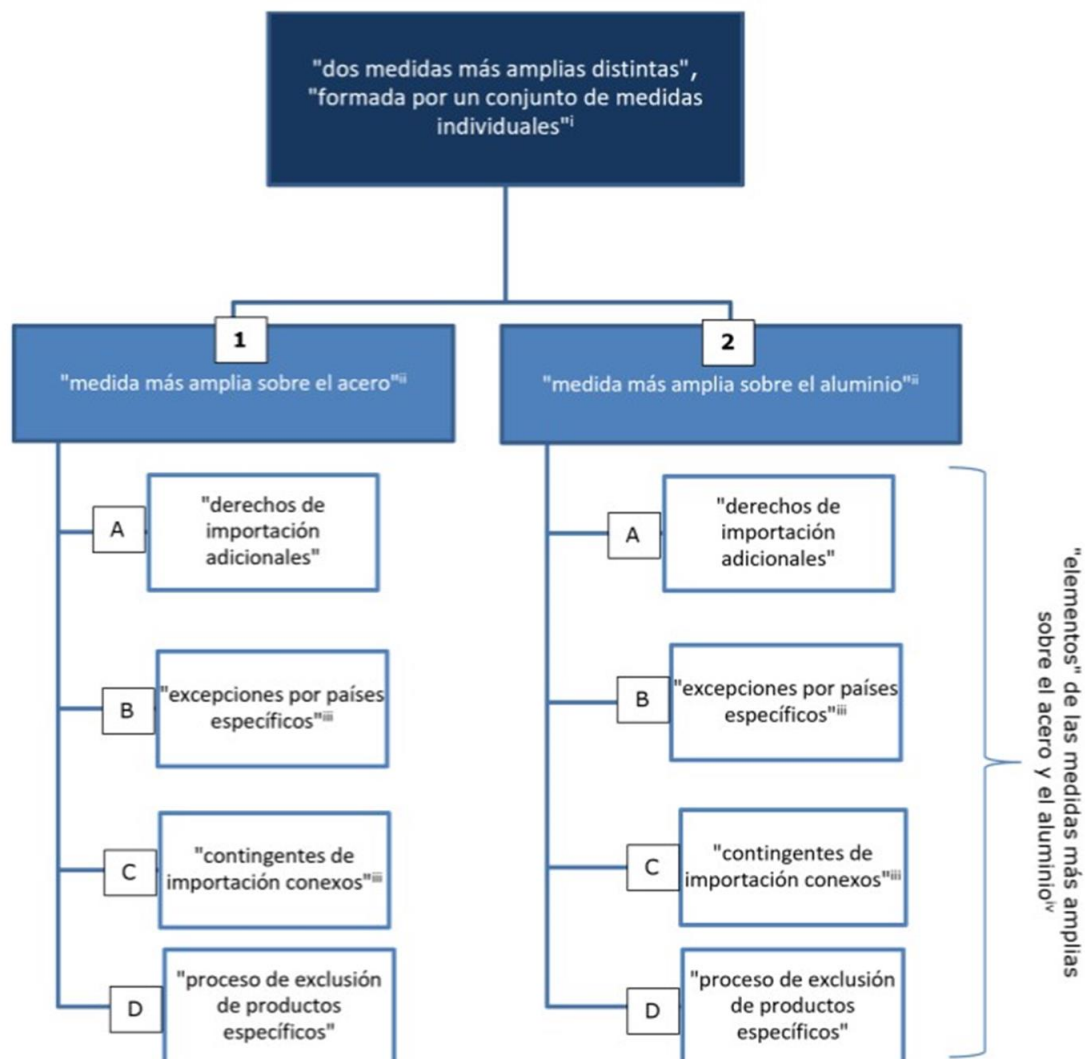 "dos medidas más amplias distintas",
"formada por un conjunto de medidas
individuales"ⁱ
1
"medida más amplia sobre el acero"ⁱⁱ
A
"derechos de
importación
adicionales"
B
"excepciones por países
específicos"ⁱⁱⁱ
C
"contingentes de
importación conexos"ⁱⁱⁱ
D
"proceso de exclusión
de productos
específicos"
2
"medida más amplia sobre el aluminio"ⁱⁱ
A
"derechos de
importación
adicionales"
B
"excepciones por países
específicos"ⁱⁱⁱ
C
"contingentes de
importación conexos"ⁱⁱⁱ
D
"proceso de exclusión
de productos
específicos"
"elementos" de las medidas más amplias
sobre el acero y el aluminioⁱᵛ